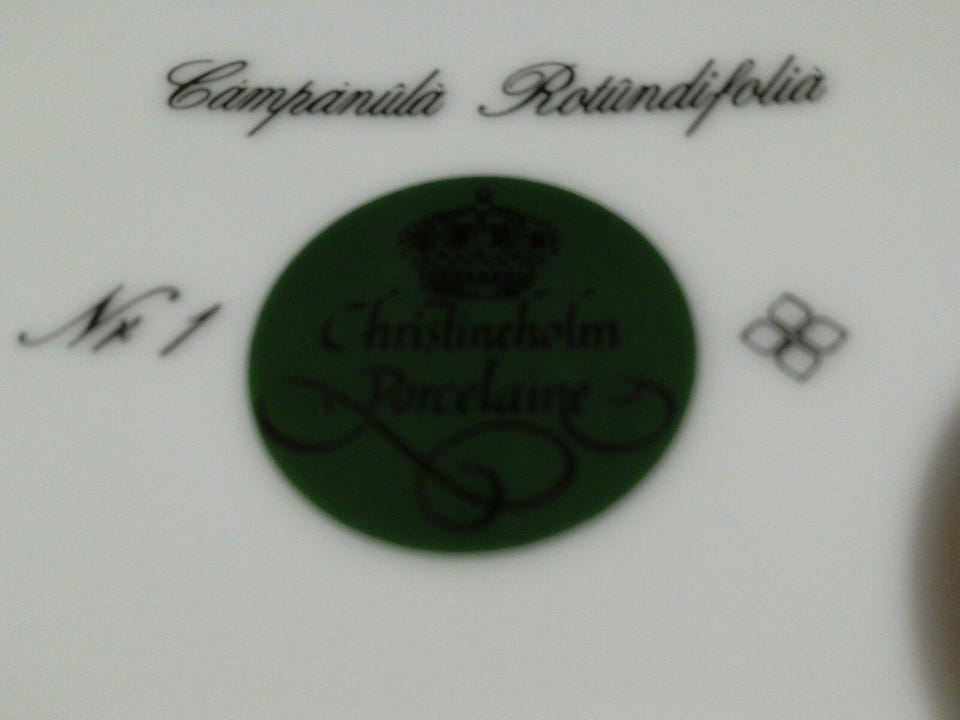 Campanula Rotundifolia
Nr 1
Christineholm
Porcelaine